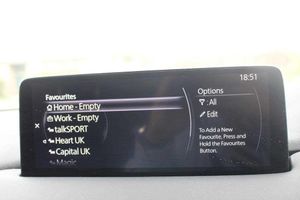 18:51
Favourites
Home - Empty
Work - Empty
talkSPORT
Heart UK
Capital UK
Magic
Options
: All
Edit
To Add a New
Favourite, Press and
Hold the Favourites
Button.